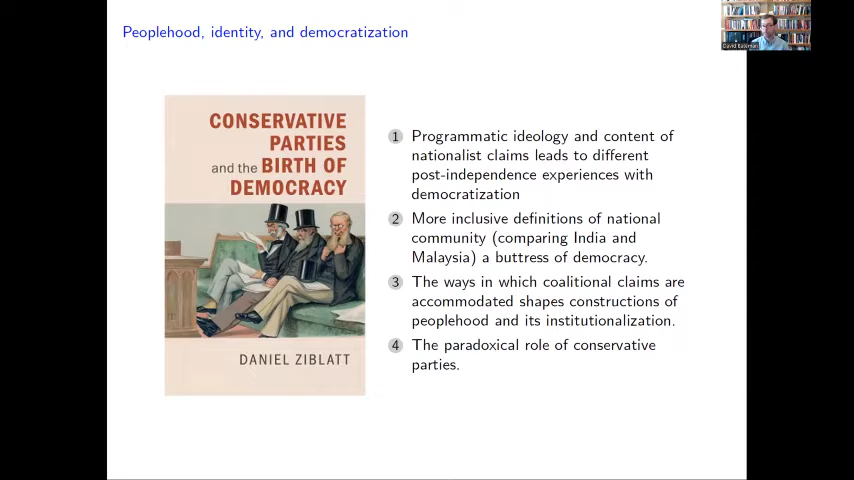 Peoplehood, identity, and democratization
David Bateman
CONSERVATIVE
PARTIES
and the BIRTH OF
DEMOCRACY
DANIEL ZIBLATT
1 Programmatic ideology and content of
nationalist claims leads to different
post-independence experiences with
democratization
2 More inclusive definitions of national
community (comparing India and
Malaysia) a buttress of democracy.
3 The ways in which coalitional claims are
accommodated shapes constructions of
peoplehood and its institutionalization.
4 The paradoxical role of conservative
parties.